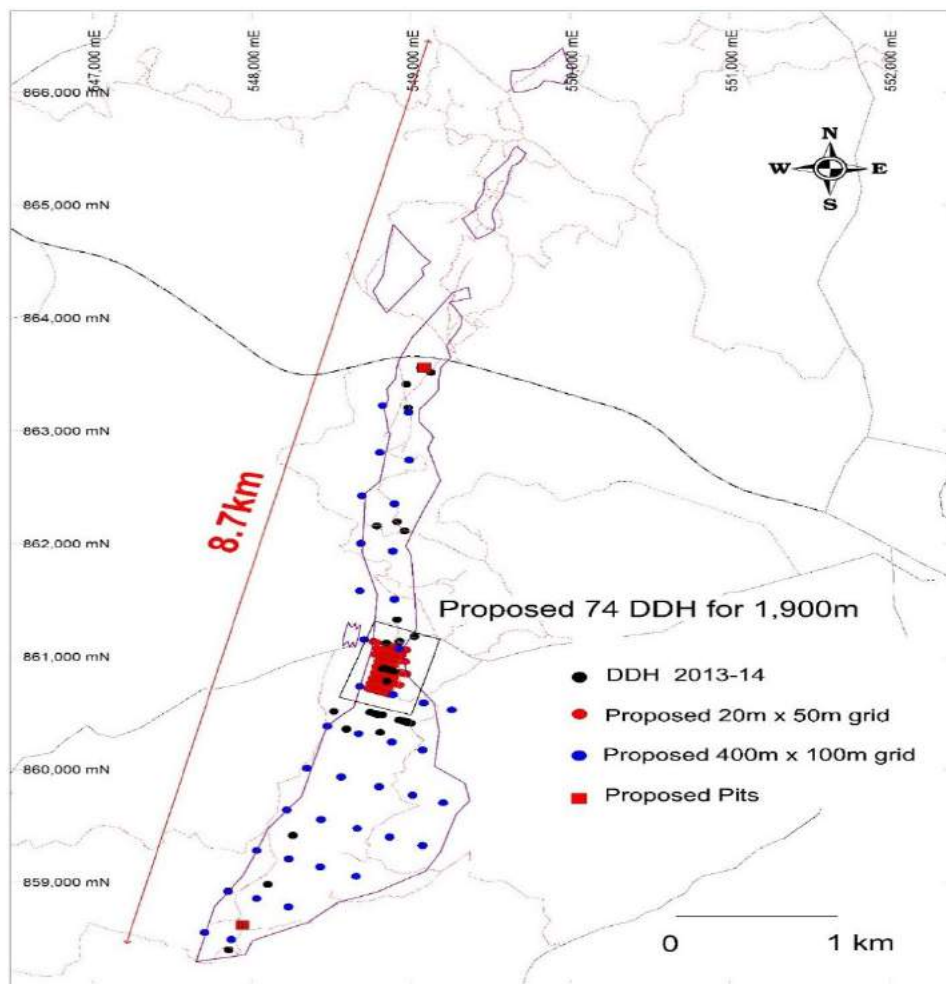 547,000 mE
548,000 mE
549,000 mE
550,000 mE
551,000 mE
552,000 mE
866,000 mN
N
W E
S
865,000 mN
864,000 mN
863,000 mN
8.7km
862,000 mN
Proposed 74 DDH for 1,900m
861,000 mN
DDH 2013-14
Proposed 20m x 50m grid
Proposed 400m x 100m grid
860,000 mN
Proposed Pits
859,000 mN
0 1 km